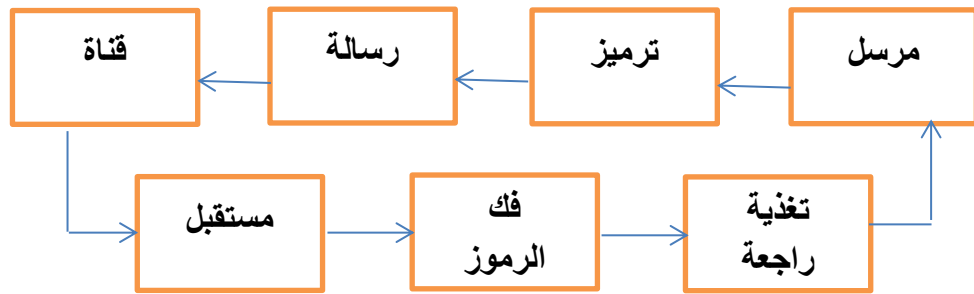 مرسل
ترميز
رسالة
قناة
مستقبل
فك
الرموز
تغذية
راجعة